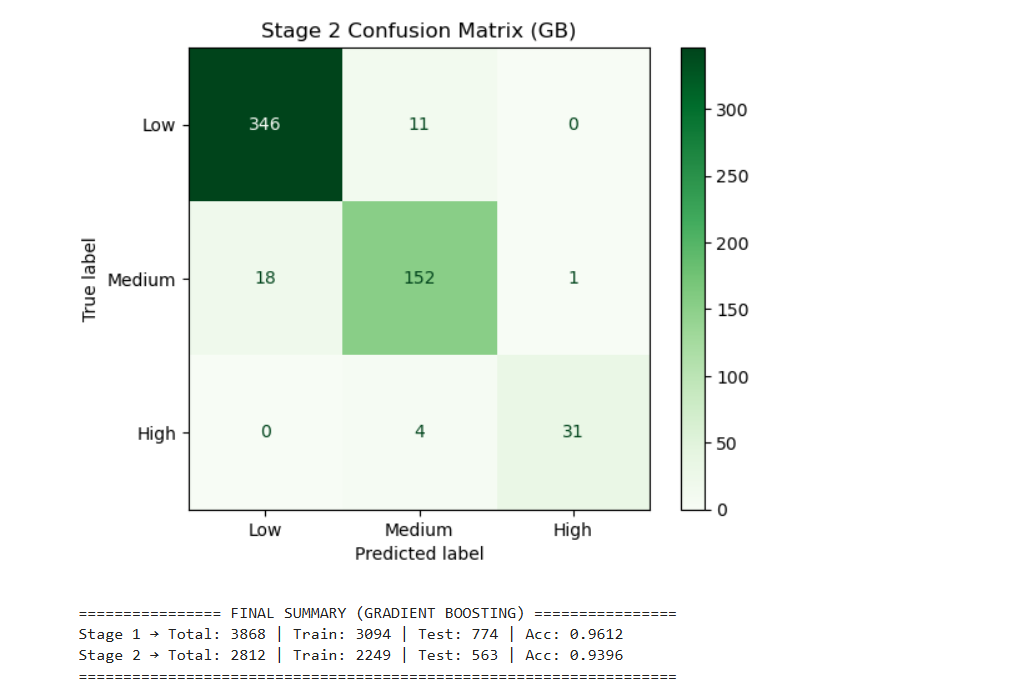 Stage 2 Confusion Matrix (GB)
Low 346 11 0 300
250
200
True label
Medium 18 152 1
150
100
High 0 4 31
50
0
Low Medium High
Predicted label
================ FINAL SUMMARY (GRADIENT BOOSTING) ================
Stage 1 → Total: 3868 | Train: 3094 | Test: 774 | Acc: 0.9612
Stage 2 → Total: 2812 | Train: 2249 | Test: 563 | Acc: 0.9396
===================================================================